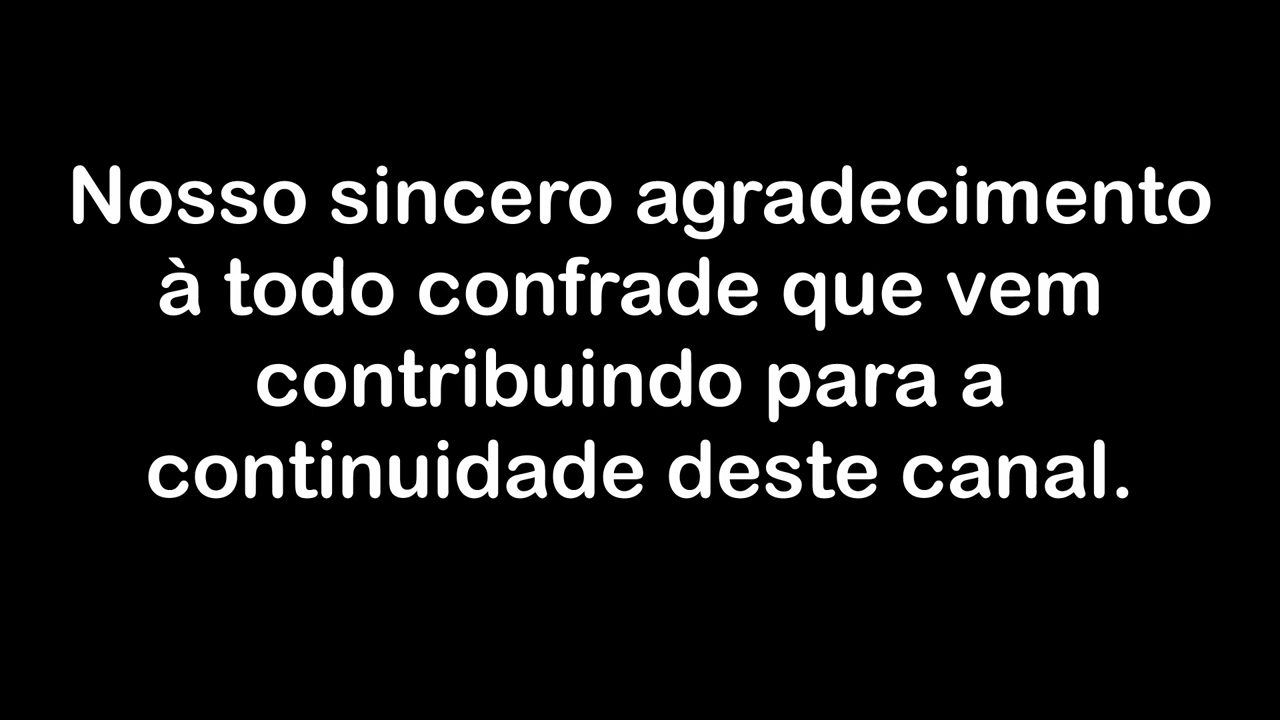 Nosso sincero agradecimento
à todo confrade que vem
contribuindo para a
continuidade deste canal.